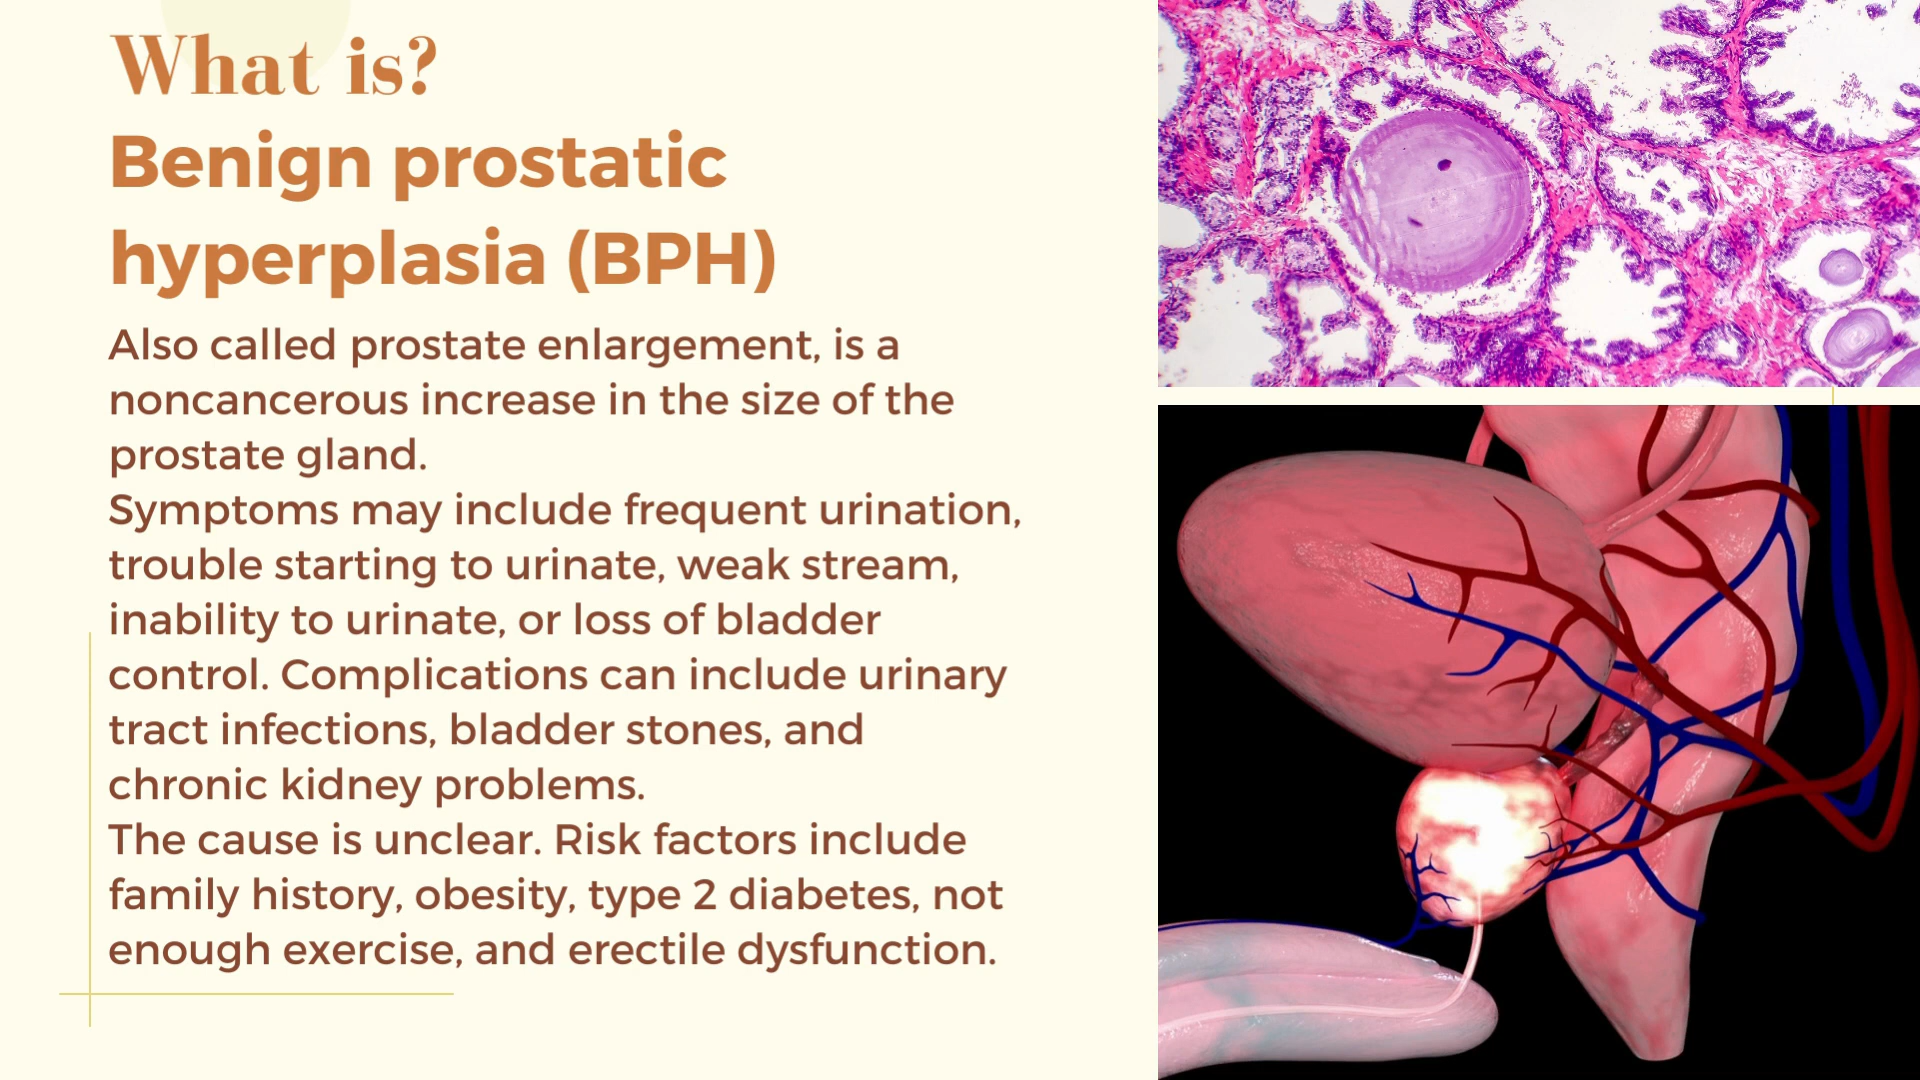 What is?
Benign prostatic
hyperplasia (BPH)
Also called prostate enlargement, is a
noncancerous increase in the size of the
prostate gland.
Symptoms may include frequent urination,
trouble starting to urinate, weak stream,
inability to urinate, or loss of bladder
control. Complications can include urinary
tract infections, bladder stones, and
chronic kidney problems.
The cause is unclear. Risk factors include
family history, obesity, type 2 diabetes, not
enough exercise, and erectile dysfunction.